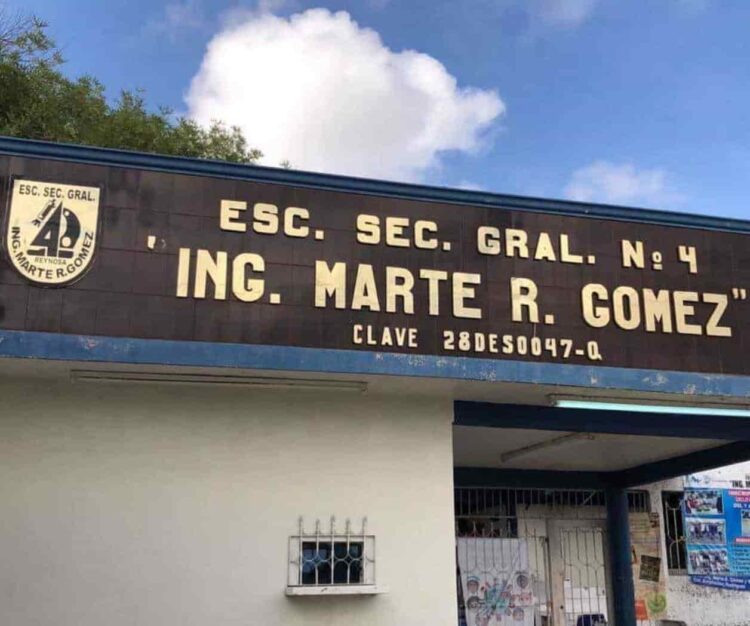 ESC. SEC. GRAL.
4
REYNOSA
ING. MARTE R. GOMEZ
ESC. SEC. GRAL. Nº 4
"ING. MARTE R. GOMEZ"
CLAVE 28DES0047-Q